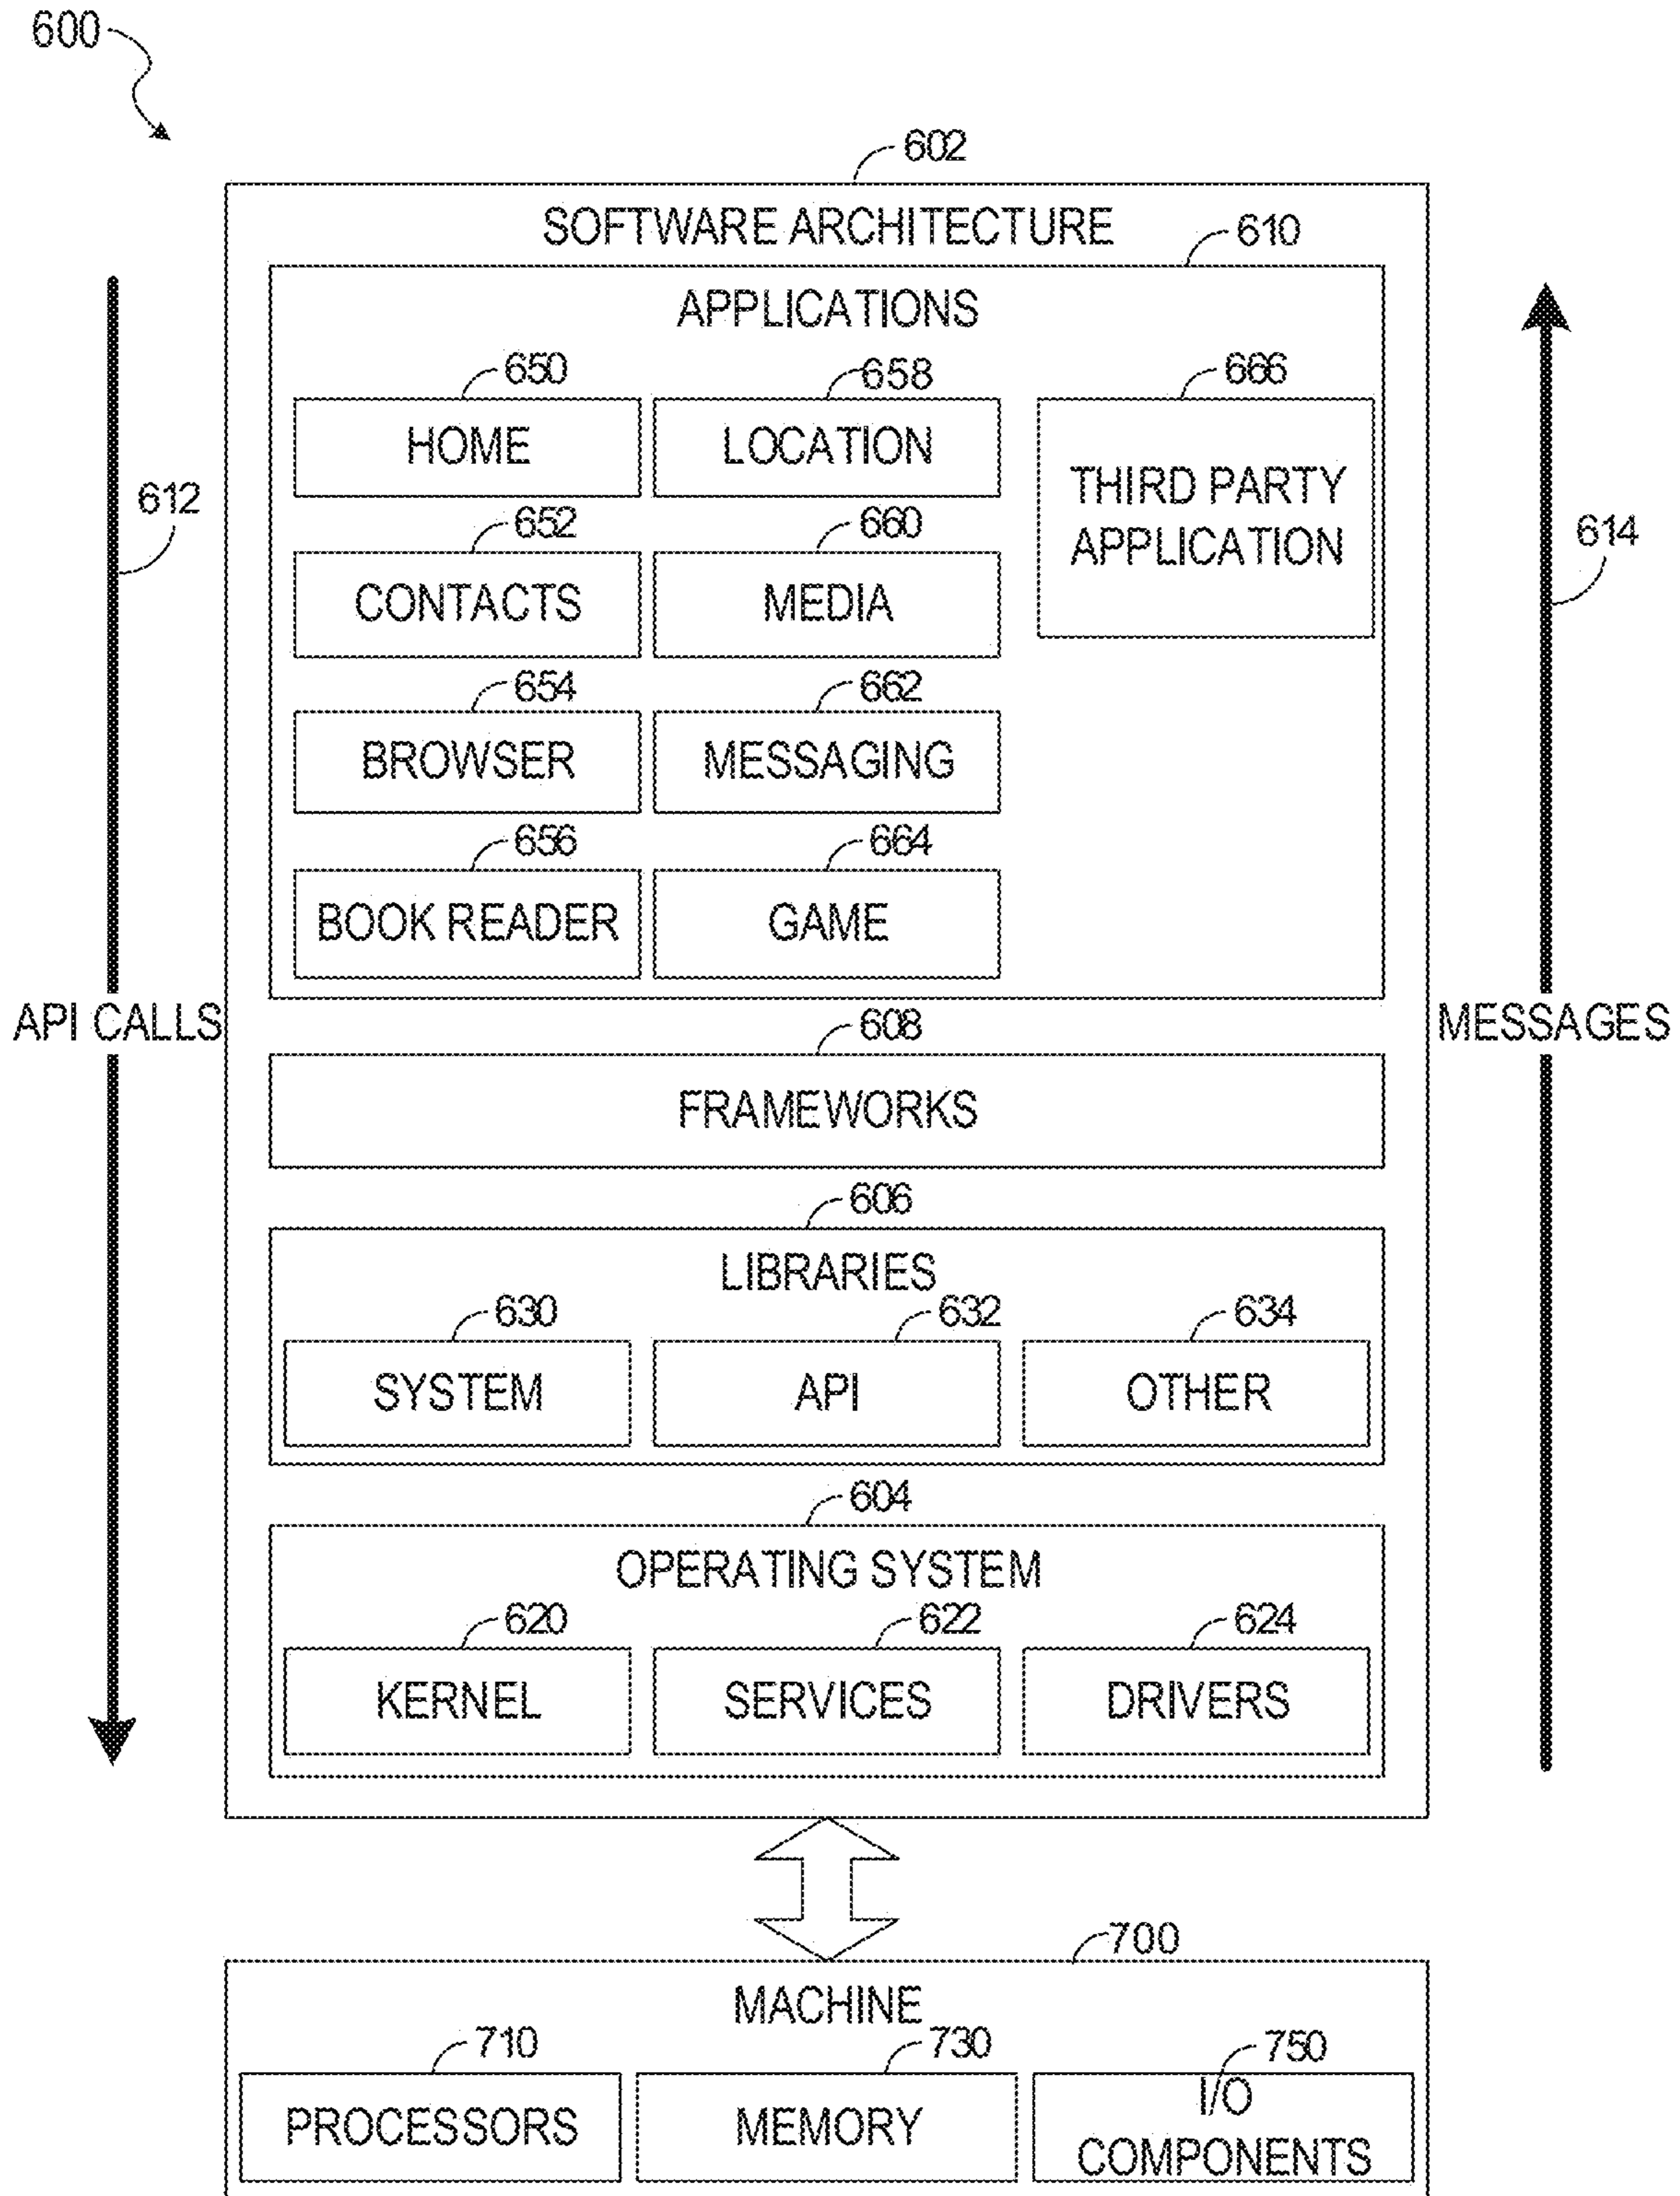 600
602
SOFTWARE ARCHITECTURE
610
APPLICATIONS
650
658
666
HOME
LOCATION
THIRD PARTY
APPLICATION
612
652
660
614
CONTACTS
MEDIA
654
662
BROWSER
MESSAGING
656
664
BOOK READER
GAME
API CALLS
MESSAGES
608
FRAMEWORKS
606
LIBRARIES
630
632
634
SYSTEM
API
OTHER
604
OPERATING SYSTEM
620
622
624
KERNEL
SERVICES
DRIVERS
700
MACHINE
710
730
750
PROCESSORS
MEMORY
I/O
COMPONENTS